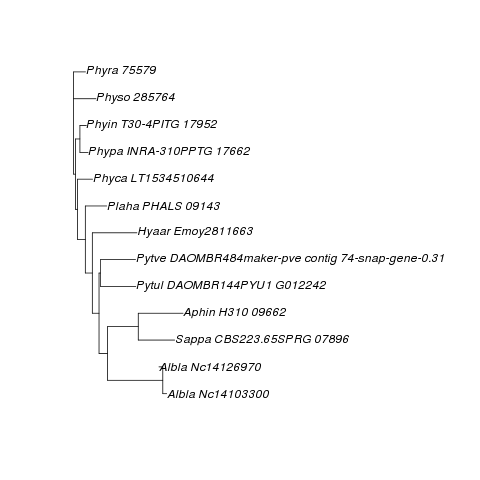 Phyra 75579
Physo 285764
Phyin T30-4PITG 17952
Phypa INRA-310PPTG 17662
Phyca LT1534510644
Plaha PHALS 09143
Hyaar Emoy2811663
Pytve DAOMBR484maker-pve contig 74-snap-gene-0.31
Pytul DAOMBR144PYU1 G012242
Aphin H310 09662
Sappa CBS223.65SPRG 07896
Albla Nc14126970
Albla Nc14103300